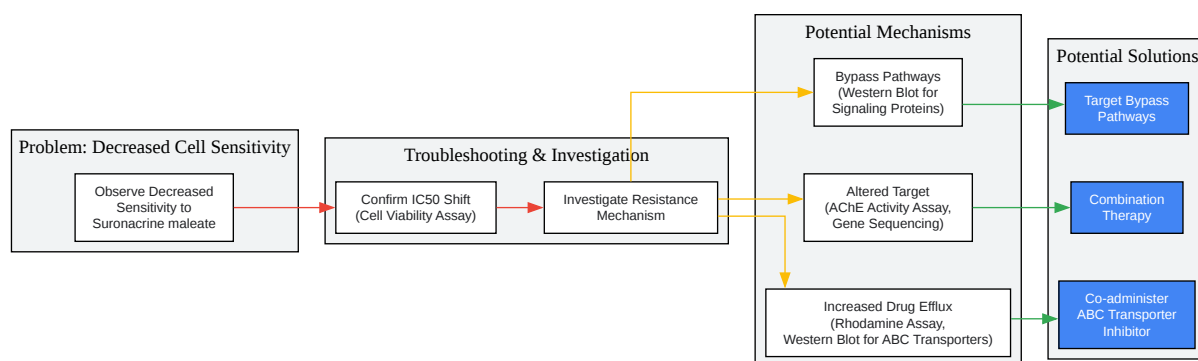 Problem: Decreased Cell Sensitivity
Observe Decreased
Sensitivity to
Suronacrine maleate
Troubleshooting & Investigation
Confirm IC50 Shift
(Cell Viability Assay)
Investigate Resistance
Mechanism
Potential Mechanisms
Bypass Pathways
(Western Blot for
Signaling Proteins)
Altered Target
(AChE Activity Assay,
Gene Sequencing)
Increased Drug Efflux
(Rhodamine Assay,
Western Blot for ABC Transporters)
Potential Solutions
Target Bypass
Pathways
Combination
Therapy
Co-administer
ABC Transporter
Inhibitor